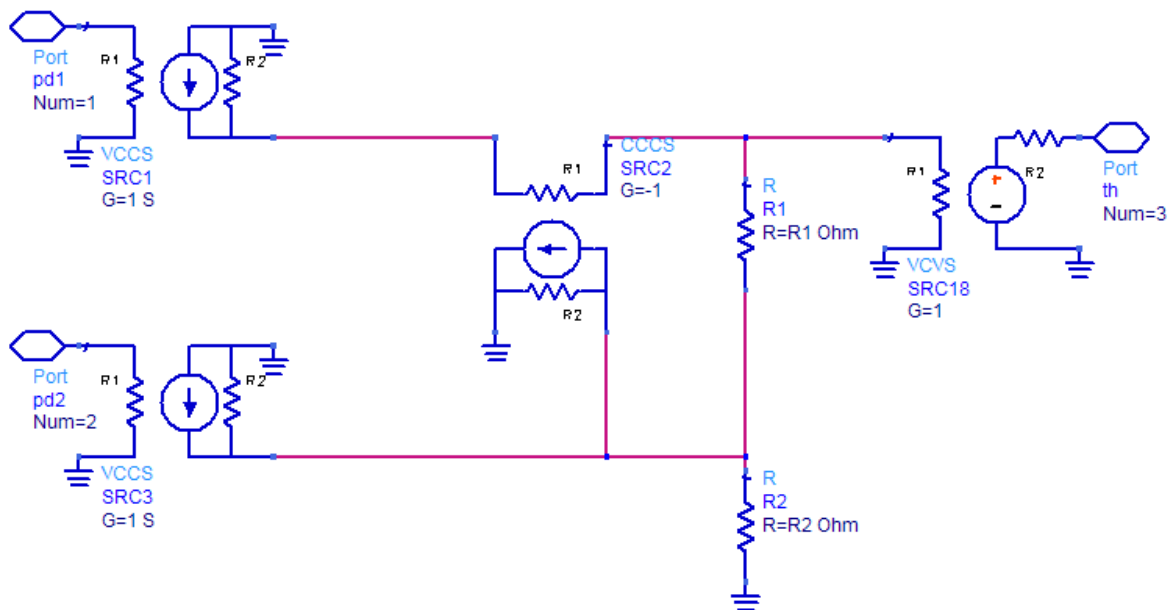 Port
pd1
Num=1
R1
R2
VCCS
SRC1
G=1 S
R1
CCCS
SRC2
G=-1
R2
R
R1
R=R1 Ohm
R1
+
-
R2
Port
th
Num=3
VCVS
SRC18
G=1
Port
pd2
Num=2
R1
R2
VCCS
SRC3
G=1 S
R
R2
R=R2 Ohm